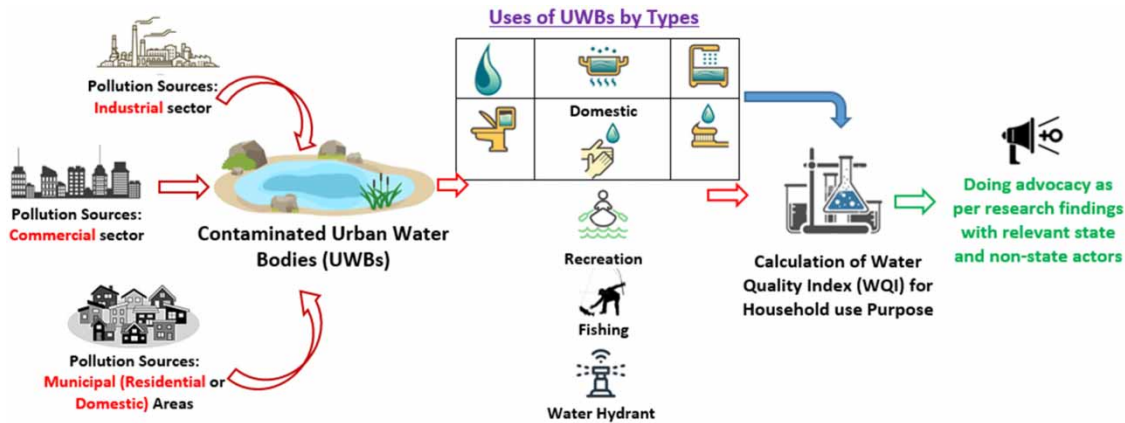 Uses of UWBs by Types
Pollution Sources:
Industrial sector
Pollution Sources:
Commercial sector
Pollution Sources:
Municipal (Residential or
Domestic) Areas
Contaminated Urban Water
Bodies (UWBs)
Domestic
Recreation
Fishing
Water Hydrant
Calculation of Water
Quality Index (WQI) for
Household use Purpose
Doing advocacy as
per research findings
with relevant state
and non-state actors